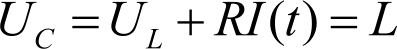 U_C = U_L + RI(t) = L